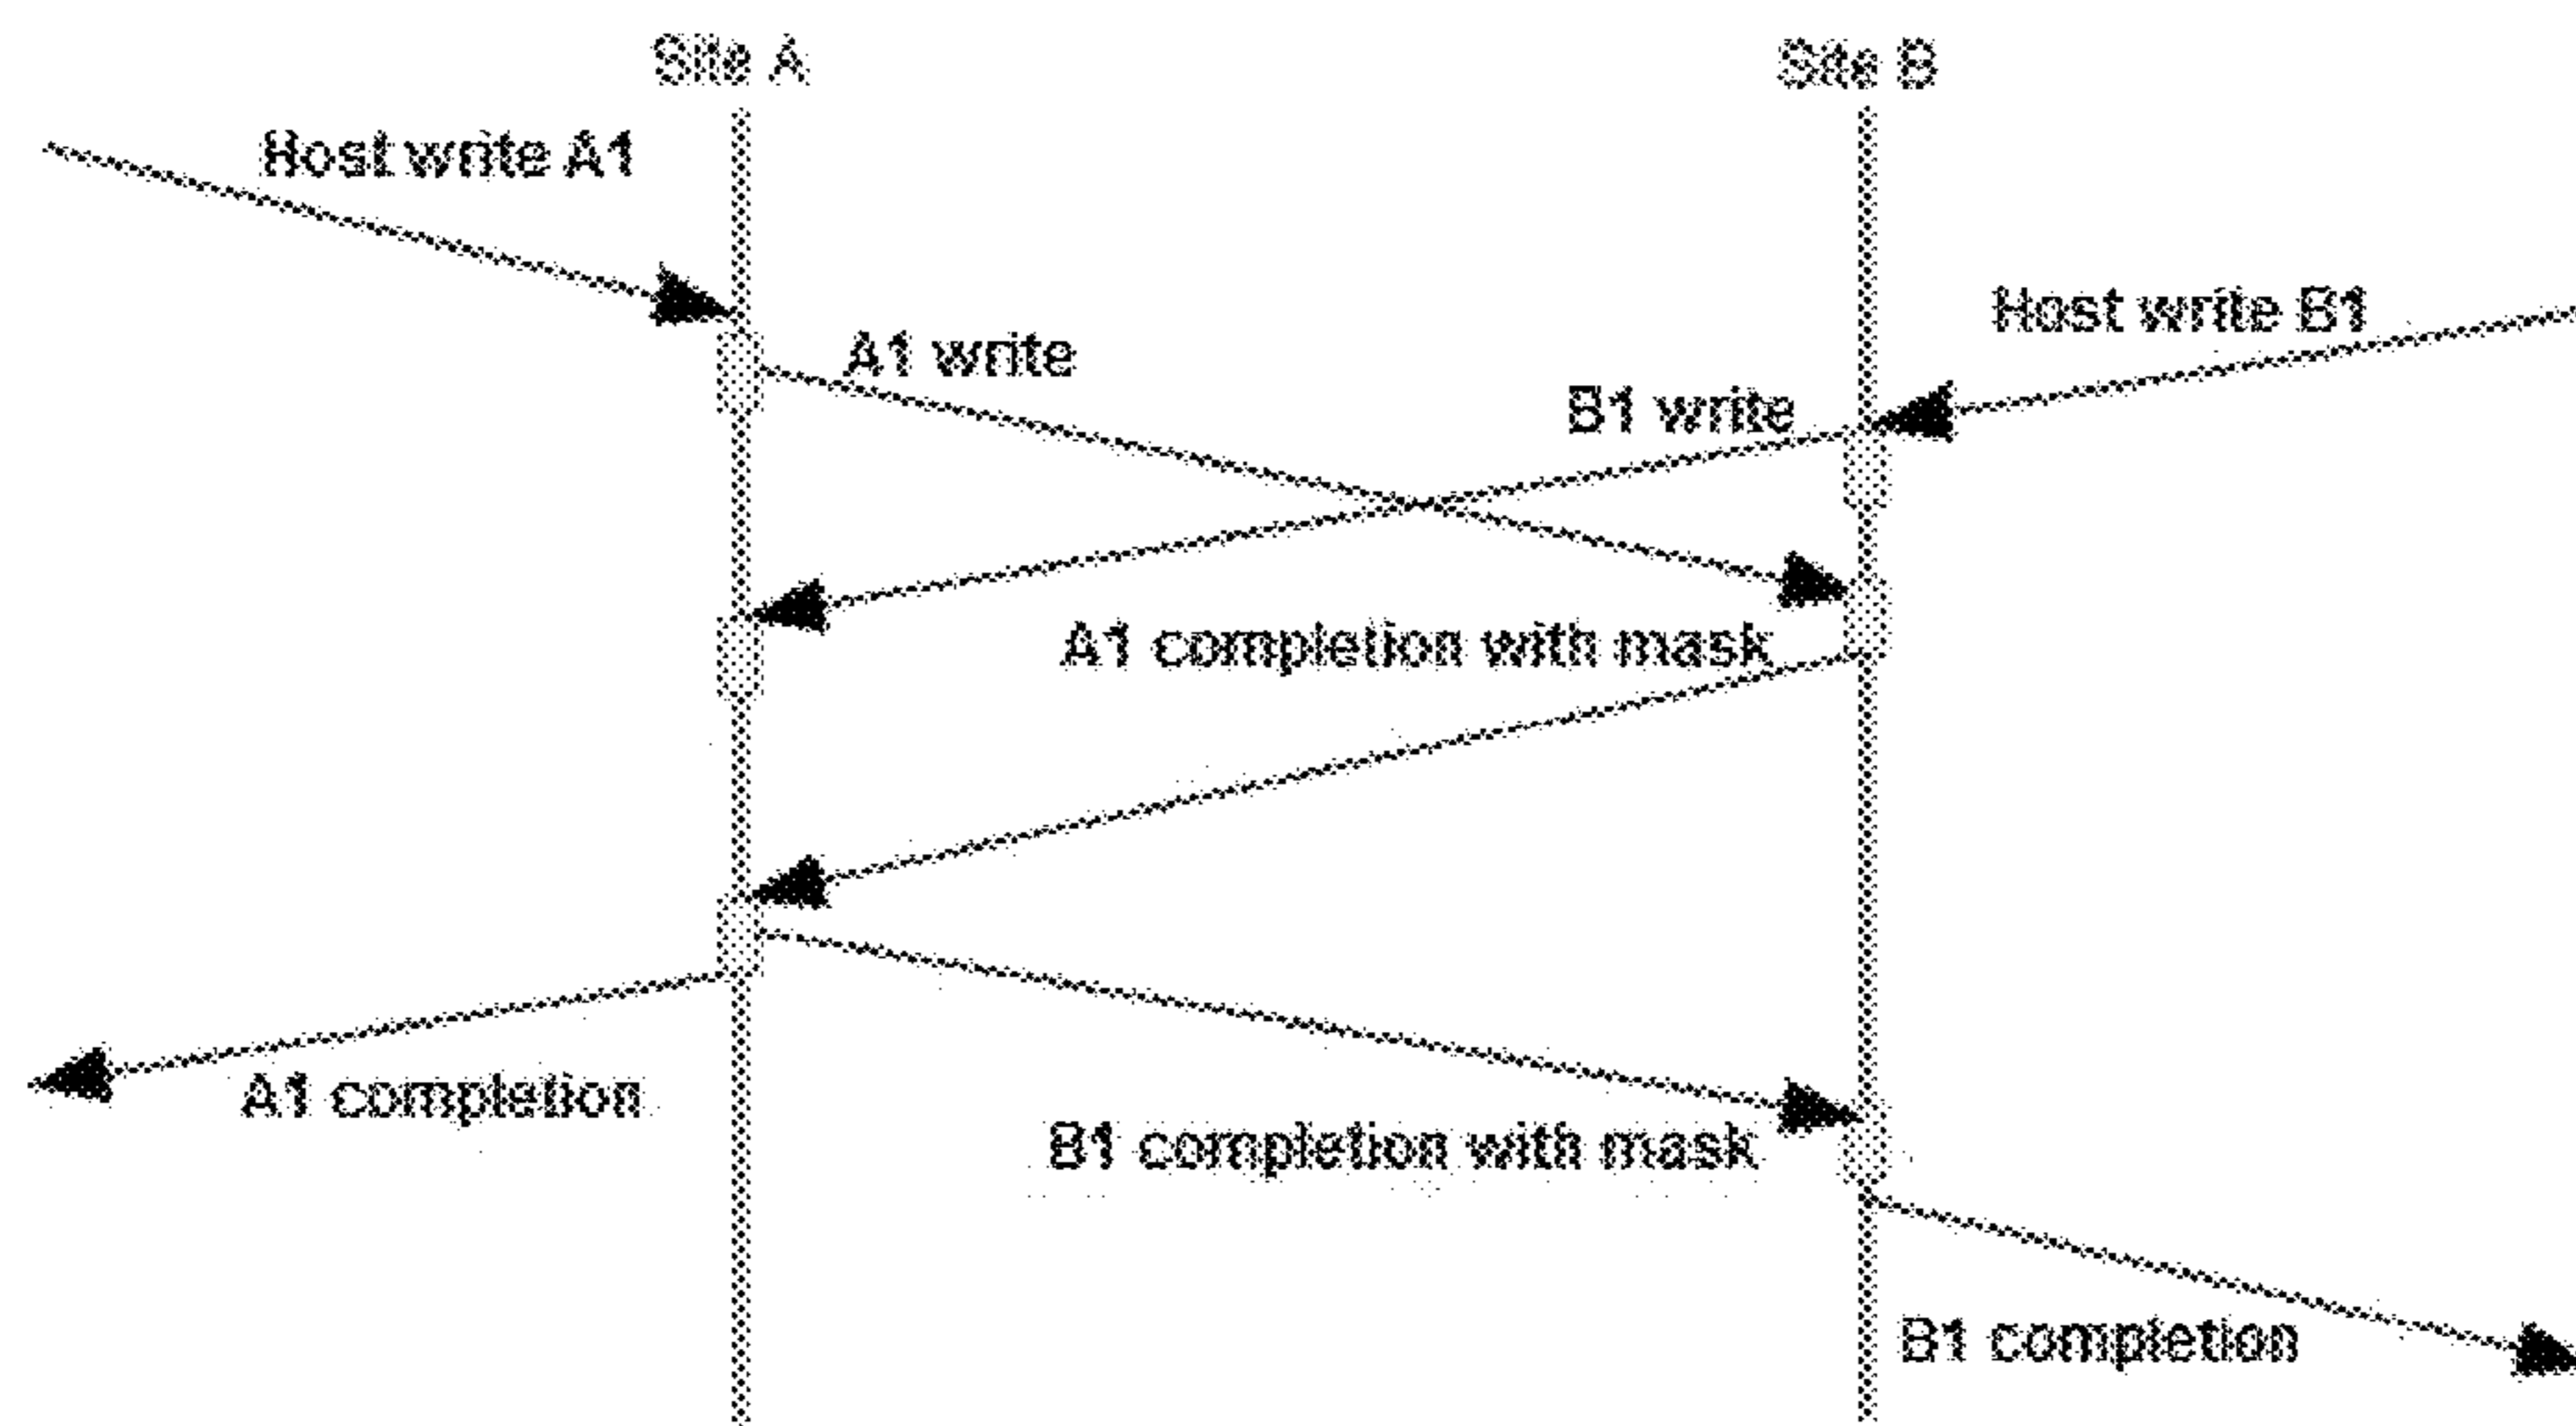 Site A
Site B
Host write A1
Host write B1
A1 write
B1 write
A1 completion with mask
A1 completion
B1 completion with mask
B1 completion